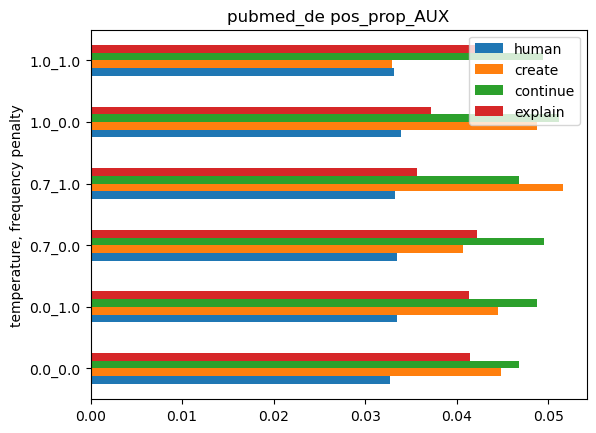 pubmed_de pos_prop_AUX
human
create
continue
explain
temperature, frequency penalty
1.0_1.0
1.0_0.0
0.7_1.0
0.7_0.0
0.0_1.0
0.0_0.0
0.00 0.01 0.02 0.03 0.04 0.05